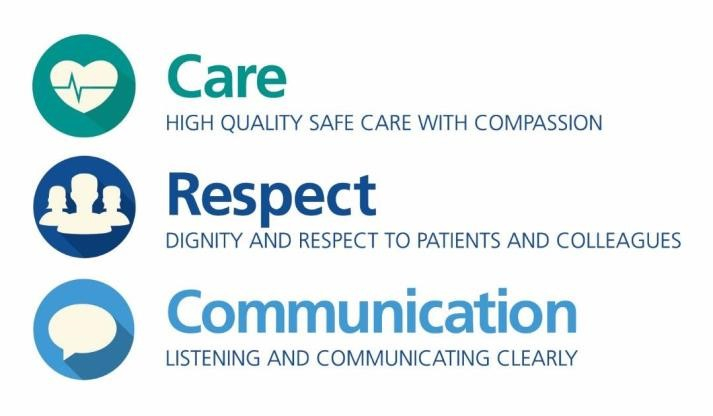 Care
HIGH QUALITY SAFE CARE WITH COMPASSION
Respect
DIGNITY AND RESPECT TO PATIENTS AND COLLEAGUES
Communication
LISTENING AND COMMUNICATING CLEARLY